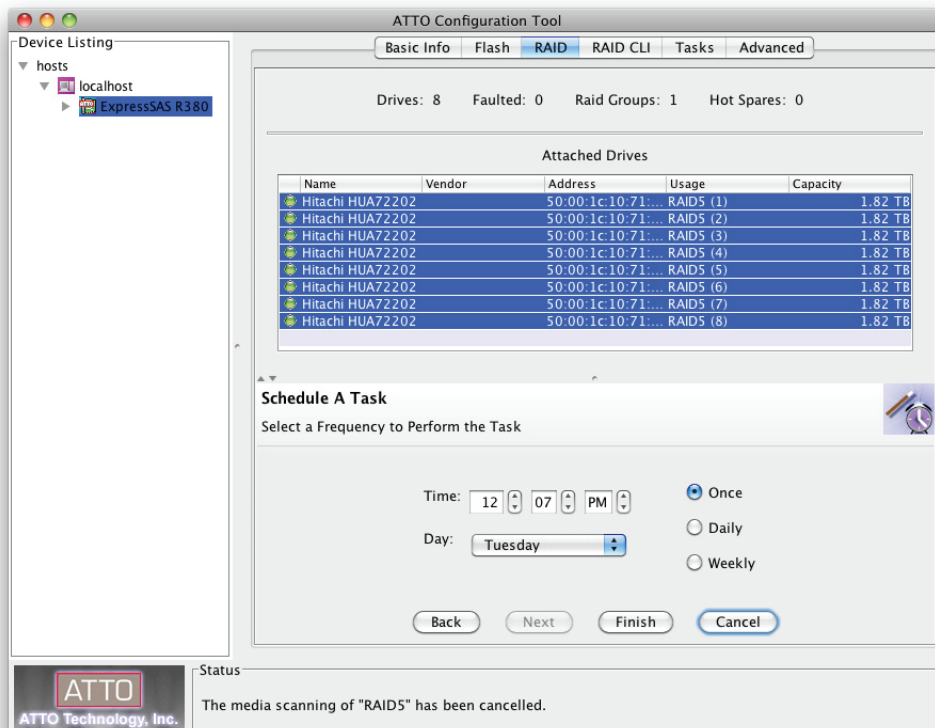 ATTO Configuration Tool
Device Listing
hosts
localhost
ExpressSAS R380
Basic Info Flash RAID RAID CLI Tasks Advanced
Drives: 8 Faulted: 0 Raid Groups: 1 Hot Spares: 0
Attached Drives
Name Vendor Address Usage Capacity
Hitachi HUA72202 50:00:1c:10:71:... RAID5 (1) 1.82 TB
Hitachi HUA72202 50:00:1c:10:71:... RAID5 (2) 1.82 TB
Hitachi HUA72202 50:00:1c:10:71:... RAID5 (3) 1.82 TB
Hitachi HUA72202 50:00:1c:10:71:... RAID5 (4) 1.82 TB
Hitachi HUA72202 50:00:1c:10:71:... RAID5 (5) 1.82 TB
Hitachi HUA72202 50:00:1c:10:71:... RAID5 (6) 1.82 TB
Hitachi HUA72202 50:00:1c:10:71:... RAID5 (7) 1.82 TB
Hitachi HUA72202 50:00:1c:10:71:... RAID5 (8) 1.82 TB
Schedule A Task
Select a Frequency to Perform the Task
Time: 12 07 PM
Day: Tuesday
Once
Daily
Weekly
Back Next Finish Cancel
ATTO
ATTO Technology, Inc.
Status
The media scanning of "RAID5" has been cancelled.